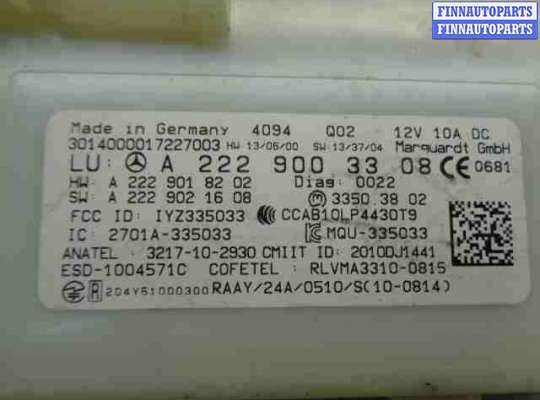 FINNAUTOPARTS
FINNAUTOPARTS
FINNAUTOPARTS
Made in Germany 4094 Q02 12V 10A DC
3014000017227003 HW 13/06/00 SW 13/37/04 Marquardt GmbH
LU: A 222 900 33 08 CE 0681
HW: A 222 901 82 02 Diag: 0022
SW: A 222 902 16 08 M 3350.3802
FCC ID: IYZ335033 CCAB10LP4430T9
IC : 2701A-335033 MQU-335033
ANATEL : 3217-10-2930 CMIIT ID: 2010DJ1441
ESD-1004571C COFETEL : RLVMA3310-0815
R 204Y51000300 RAAY/24A/0510/S(10-0814)